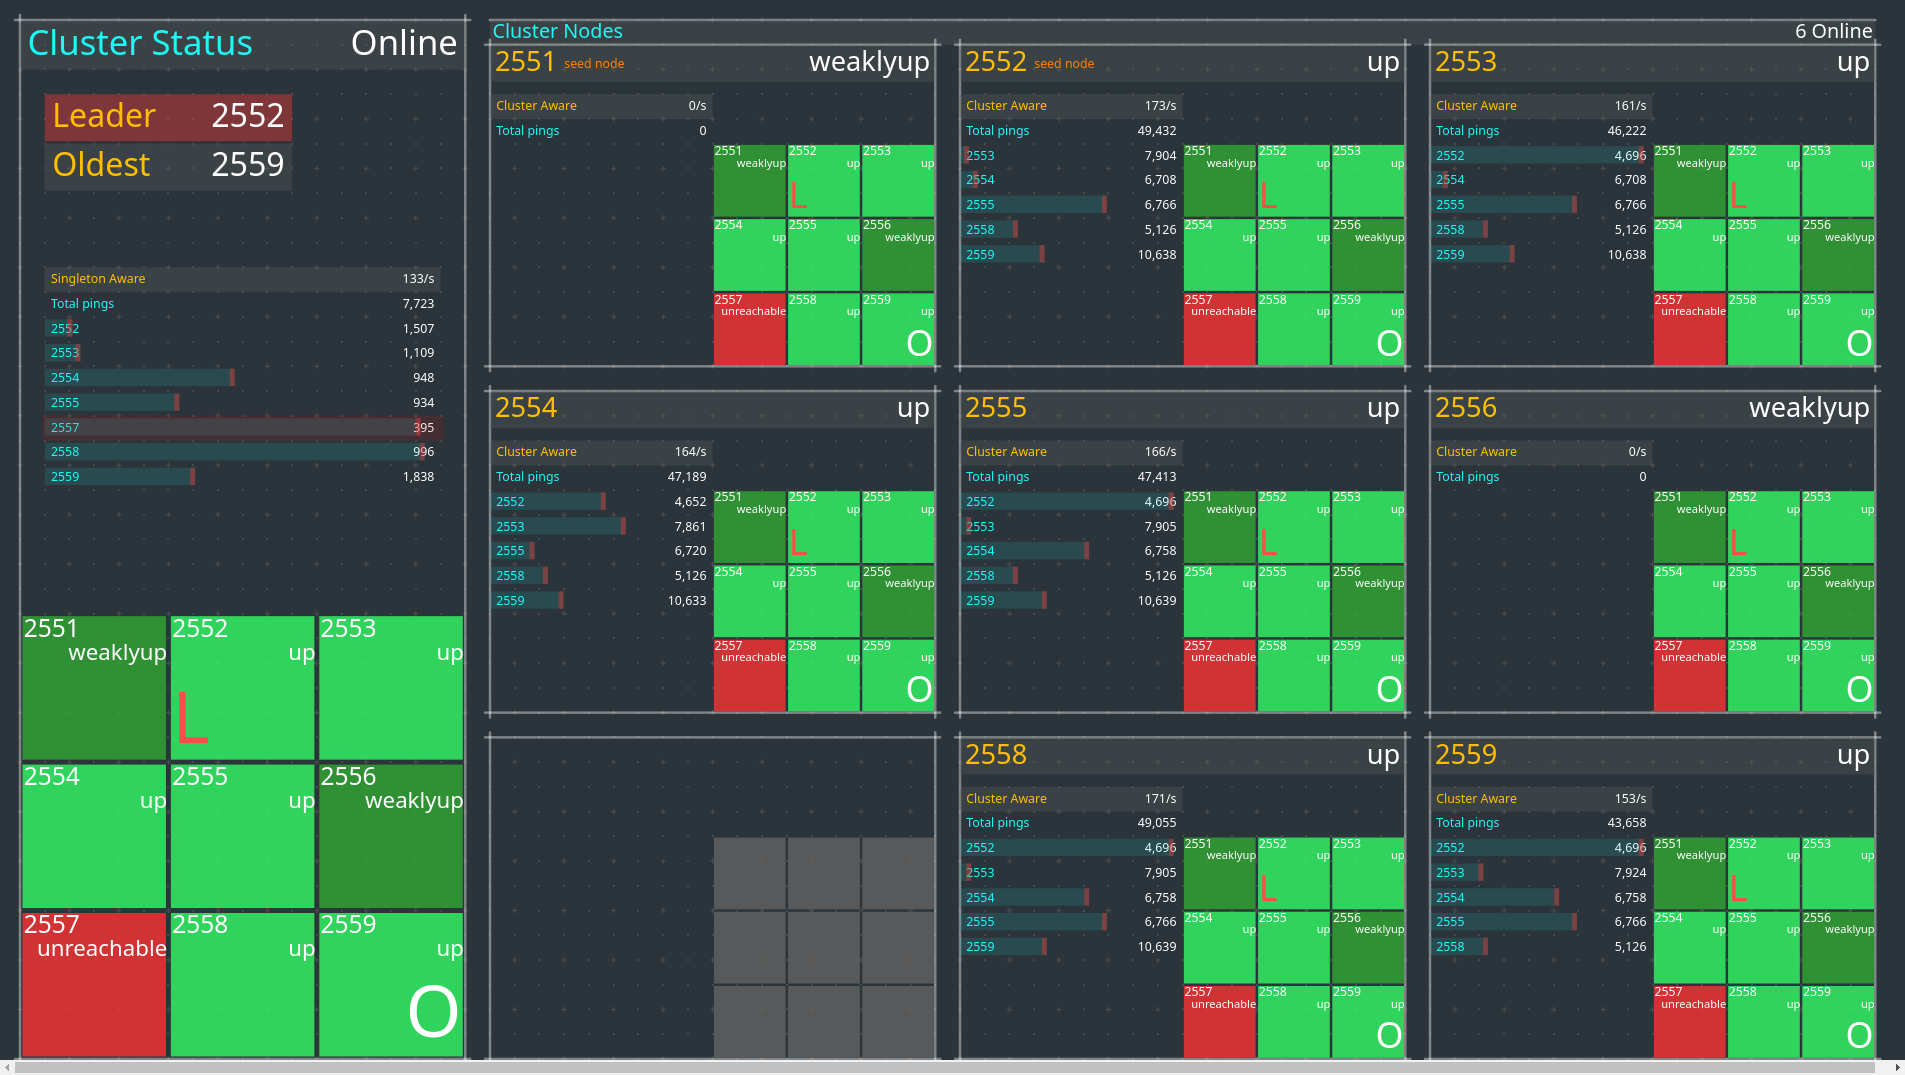 Cluster Status Online
Leader 2552
Oldest 2559
Singleton Aware 133/s
Total pings 7,723
2552 1,507
2553 1,109
2554 948
2555 934
2557 395
2558 996
2559 1,838
2551 weaklyup
2552 up L
2553 up
2554 up
2555 up
2556 weaklyup
2557 unreachable
2558 up
2559 up O
Cluster Nodes 6 Online
2551 seed node weaklyup
Cluster Aware 0/s
Total pings 0
2551 weaklyup
2552 up L
2553 up
2554 up
2555 up
2556 weaklyup
2557 unreachable
2558 up
2559 up O
2552 seed node up
Cluster Aware 173/s
Total pings 49,432
2553 7,904
2554 6,708
2555 6,766
2558 5,126
2559 10,638
2551 weaklyup
2552 up L
2553 up
2554 up
2555 up
2556 weaklyup
2557 unreachable
2558 up
2559 up O
2553 up
Cluster Aware 161/s
Total pings 46,222
2552 4,696
2554 6,708
2555 6,766
2558 5,126
2559 10,638
2551 weaklyup
2552 up L
2553 up
2554 up
2555 up
2556 weaklyup
2557 unreachable
2558 up
2559 up O
2554 up
Cluster Aware 164/s
Total pings 47,189
2552 4,652
2553 7,861
2555 6,720
2558 5,126
2559 10,633
2551 weaklyup
2552 up L
2553 up
2554 up
2555 up
2556 weaklyup
2557 unreachable
2558 up
2559 up O
2555 up
Cluster Aware 166/s
Total pings 47,413
2552 4,696
2553 7,905
2554 6,758
2558 5,126
2559 10,639
2551 weaklyup
2552 up L
2553 up
2554 up
2555 up
2556 weaklyup
2557 unreachable
2558 up
2559 up O
2556 weaklyup
Cluster Aware 0/s
Total pings 0
2551 weaklyup
2552 up L
2553 up
2554 up
2555 up
2556 weaklyup
2557 unreachable
2558 up
2559 up O
2558 up
Cluster Aware 171/s
Total pings 49,055
2552 4,696
2553 7,905
2554 6,758
2555 6,766
2559 10,639
2551 weaklyup
2552 up L
2553 up
2554 up
2555 up
2556 weaklyup
2557 unreachable
2558 up
2559 up O
2559 up
Cluster Aware 153/s
Total pings 43,658
2552 4,696
2553 7,924
2554 6,758
2555 6,766
2558 5,126
2551 weaklyup
2552 up L
2553 up
2554 up
2555 up
2556 weaklyup
2557 unreachable
2558 up
2559 up O